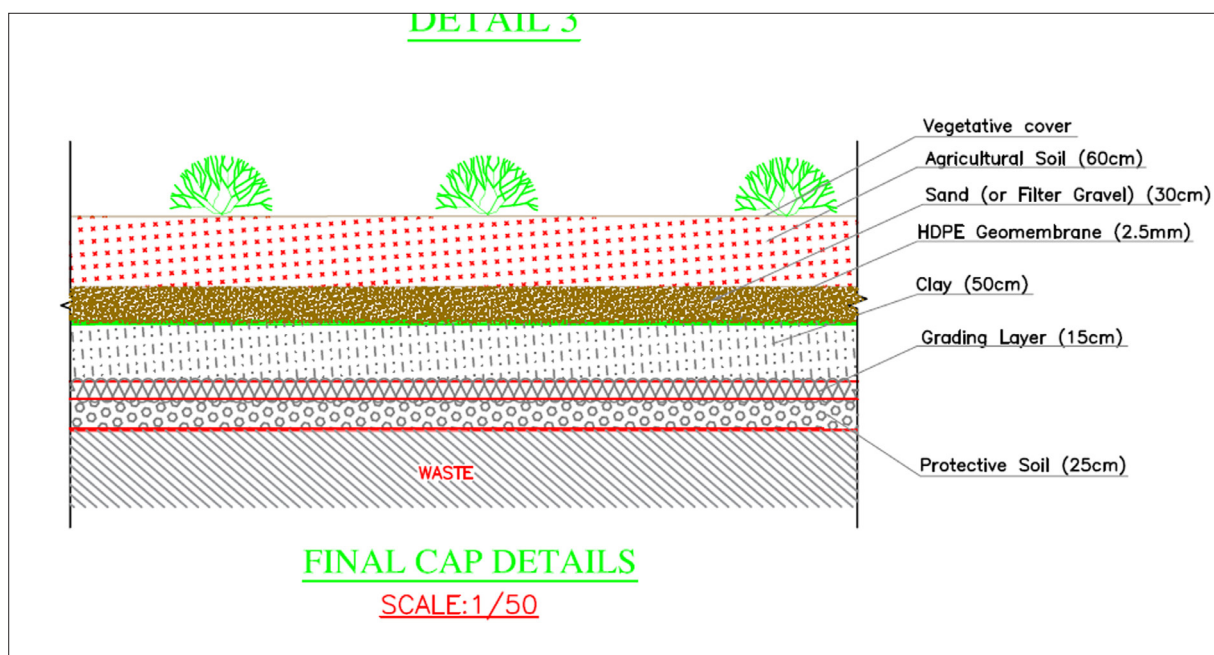 DETAIL 3
Vegetative cover
Agricultural Soil (60cm)
Sand (or Filter Gravel) (30cm)
HDPE Geomembrane (2.5mm)
Clay (50cm)
Grading Layer (15cm)
Protective Soil (25cm)
WASTE
FINAL CAP DETAILS
SCALE:1/50